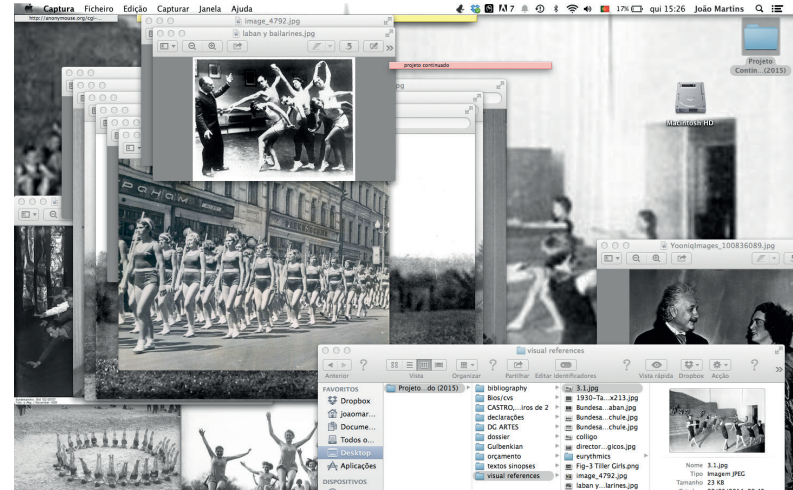 Captura Ficheiro Edição Capturar Janela Ajuda
17% qui 15:26 João Martins
http://anonymouse.org/cgi-...
image_4792.jpg
laban y bailarines.jpg
projeto continuado
Projeto
Contin...(2015)
Macintosh HD
YooniqImages_100836089.jpg
visual references
Anterior Vista Organizar Partilhar Editar identificadores Vista rápida Dropbox Acção
FAVORITOS
Dropbox
joaomar...
Docume...
Todos o...
Desktop
Aplicações
DISPOSITIVOS
Projeto...do (2015)
bibliography
Bios/cvs
CASTRO,...iros de 2
declarações
DG ARTES
dossier
Gulbenkian
orçamento
textos sinopses
visual references
3.1.jpg
1930-Ta...x213.jpg
Bundesa...aban.jpg
Bundesa...chule.jpg
Bundesa...chule.jpg
colligo
director...gicos.jpg
eurythmics
Fig-3 Tiller Girls.png
image_4792.jpg
laban y...larines.jpg
Nome 3.1.jpg
Tipo Imagem JPEG
Tamanho 23 KB